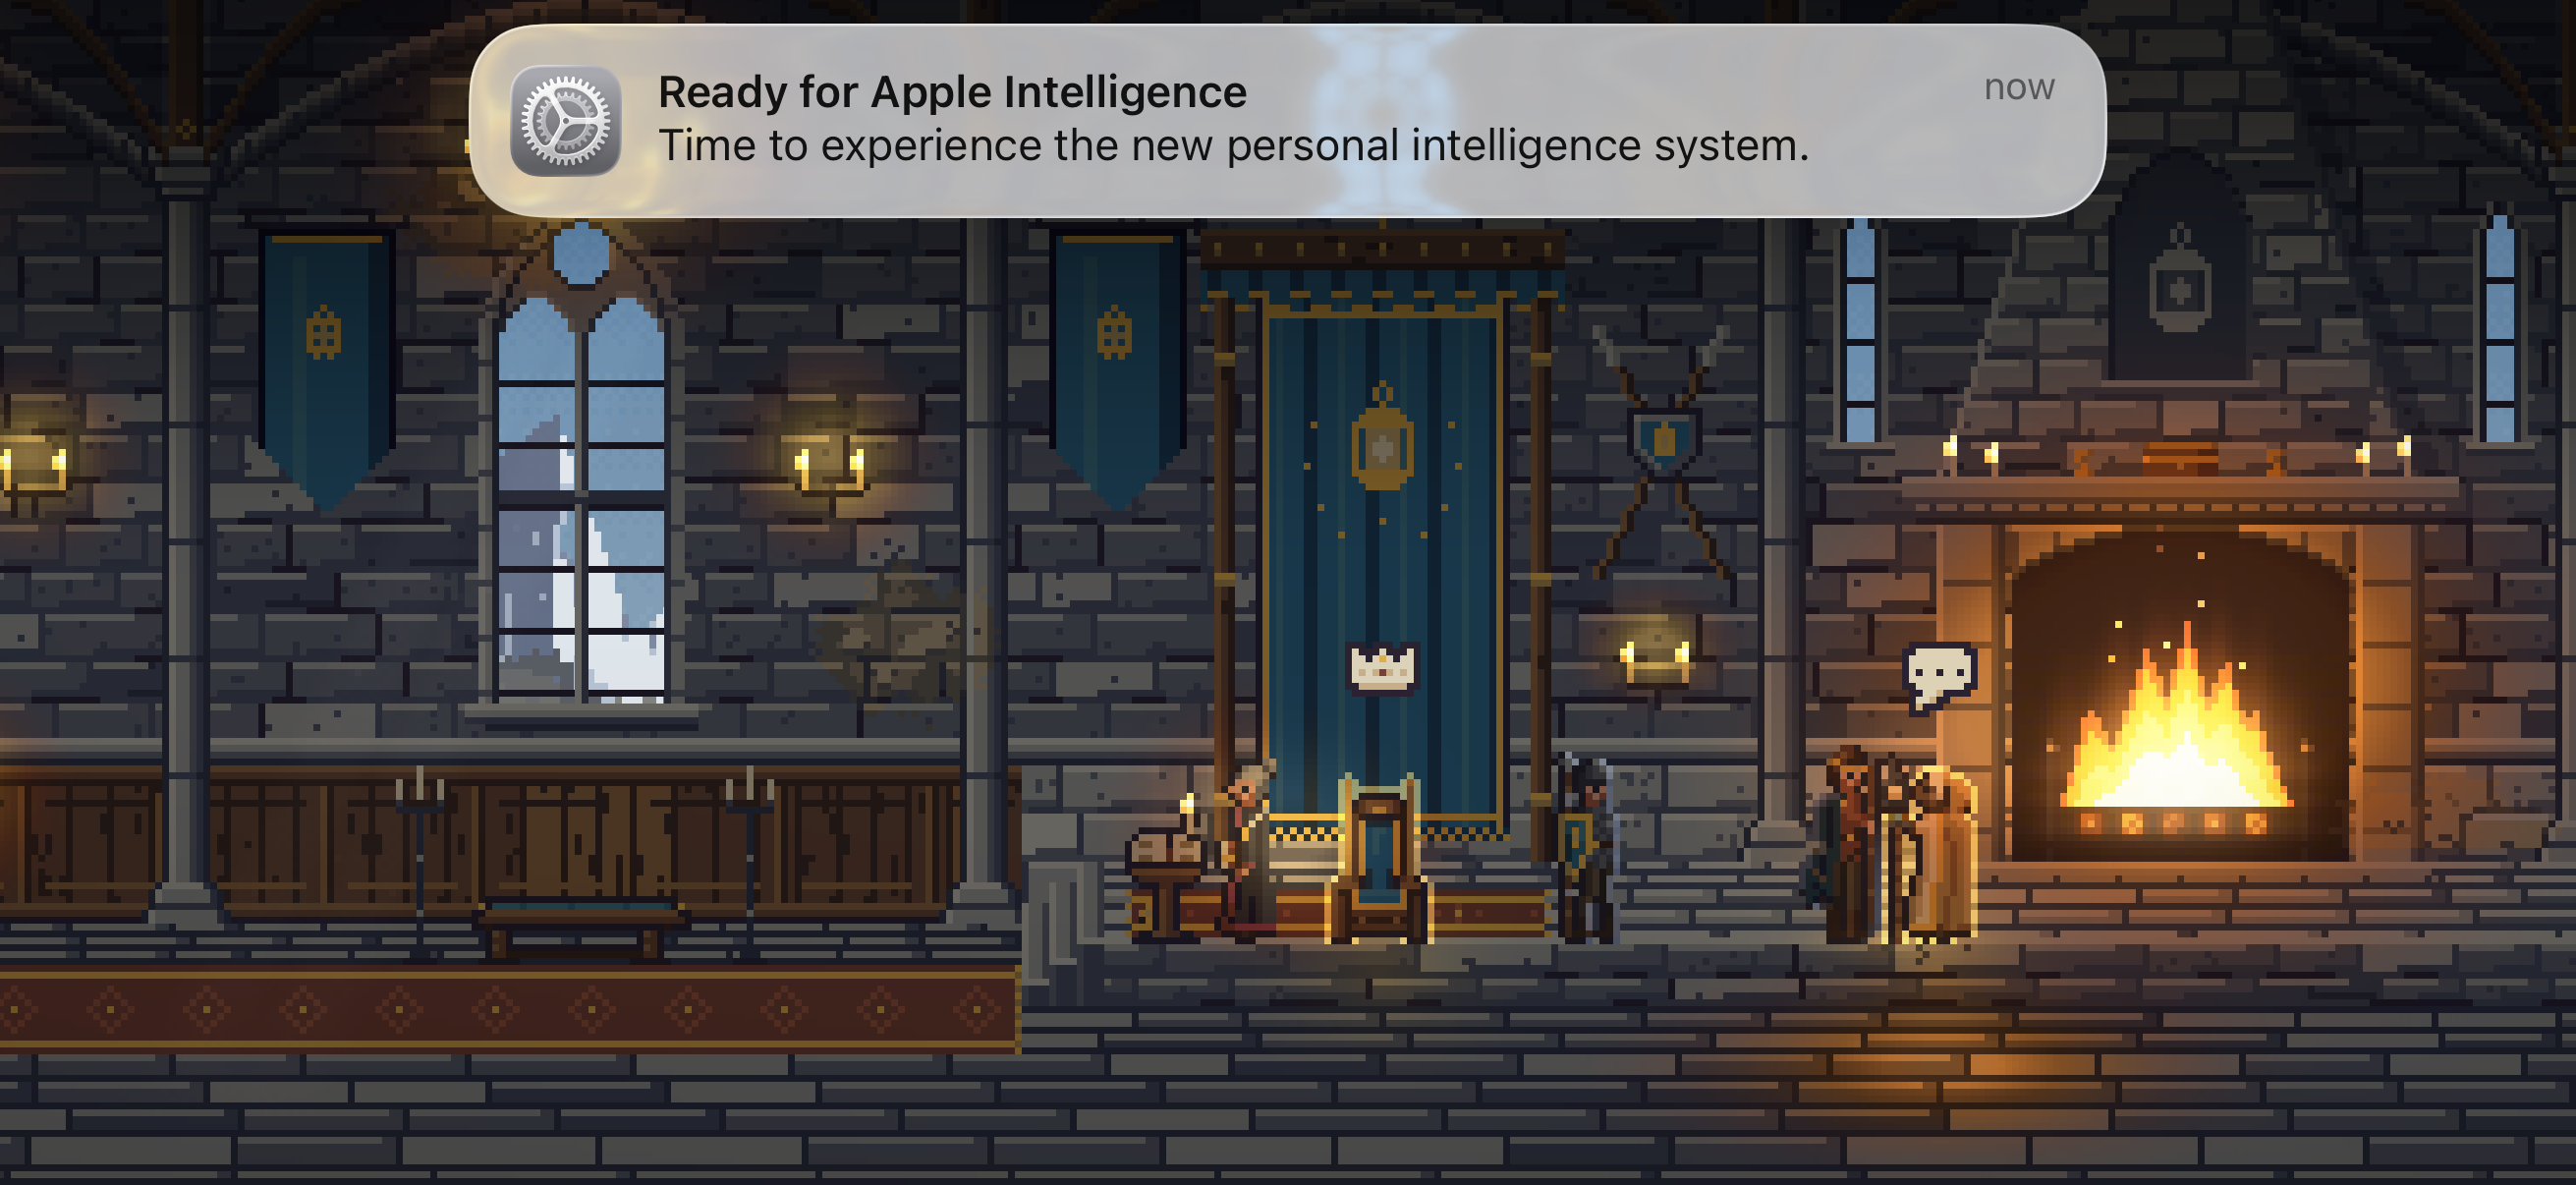 Ready for Apple Intelligence
now
Time to experience the new personal intelligence system.